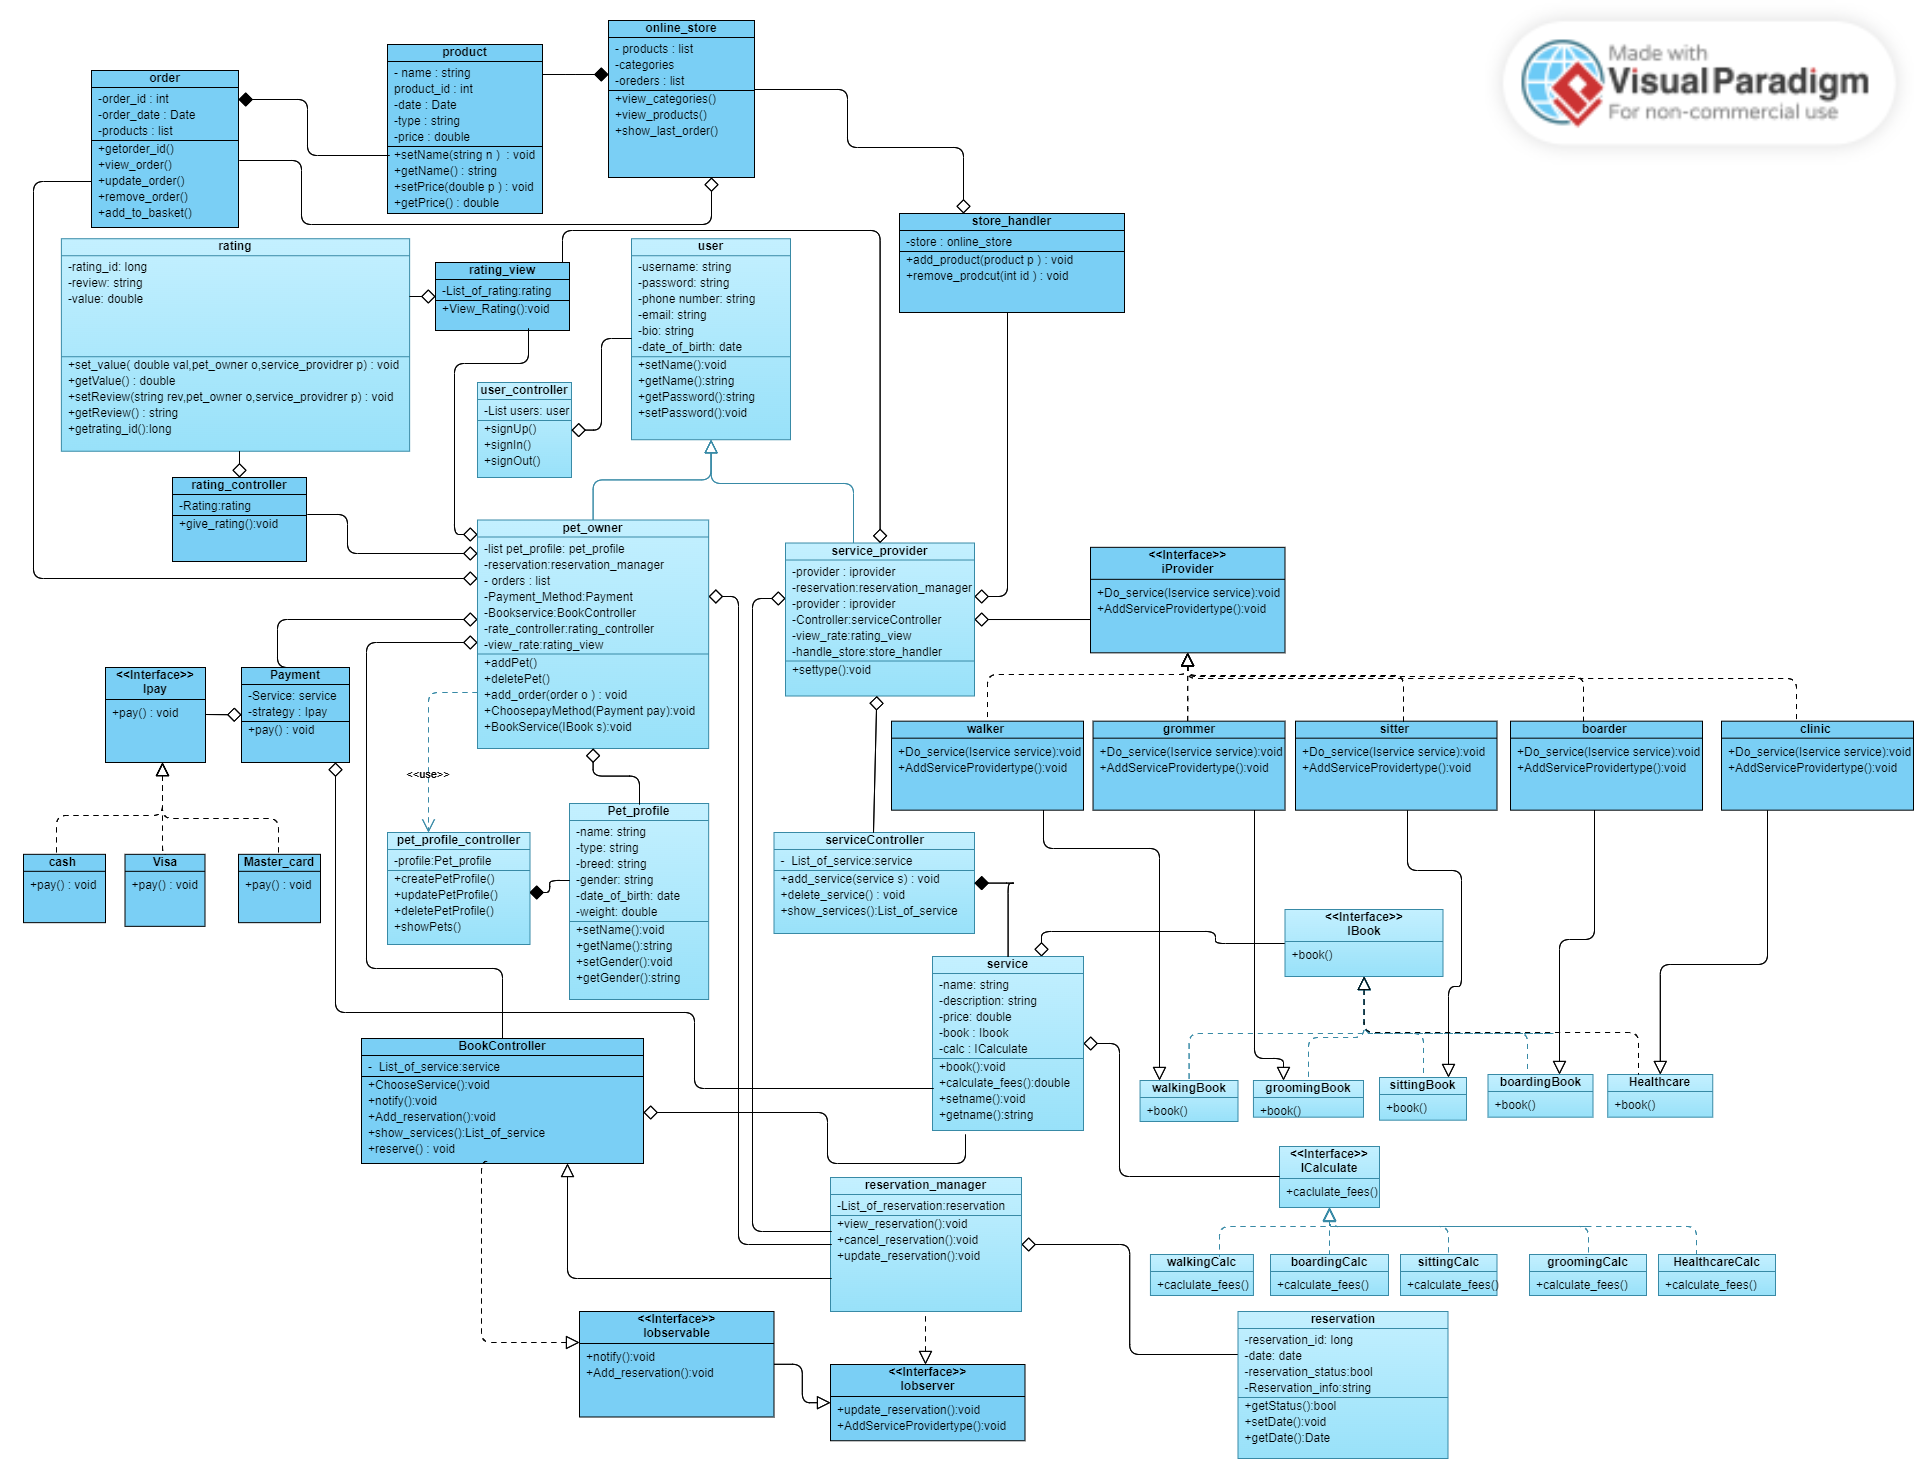 Made with
Visual Paradigm
For non-commercial use
online_store
- products : list
-categories
-oreders : list
+view_categories()
+view_products()
+show_last_order()
product
- name : string
product_id : int
-date : Date
-type : string
-price : double
+setName(string n ) : void
+getName() : string
+setPrice(double p ) : void
+getPrice() : double
order
-order_id : int
-order_date : Date
-products : list
+getorder_id()
+view_order()
+update_order()
+remove_order()
+add_to_basket()
store_handler
-store : online_store
+add_product(product p ) : void
+remove_prodcut(int id ) : void
rating
-rating_id: long
-review: string
-value: double
+set_value( double val,pet_owner o,service_providrer p) : void
+getValue() : double
+setReview(string rev,pet_owner o,service_providrer p) : void
+getReview() : string
+getrating_id():long
rating_view
-List_of_rating:rating
+View_Rating():void
user
-username: string
-password: string
-phone number: string
-email: string
-bio: string
-date_of_birth: date
+setName():void
+getName():string
+getPassword():string
+setPassword():void
user_controller
-List users: user
+signUp()
+signIn()
+signOut()
rating_controller
-Rating:rating
+give_rating():void
pet_owner
-list pet_profile: pet_profile
-reservation:reservation_manager
- orders : list
-Payment_Method:Payment
-Bookservice:BookController
-rate_controller:rating_controller
-view_rate:rating_view
+addPet()
+deletePet()
+add_order(order o ) : void
+ChoosepayMethod(Payment pay):void
+BookService(IBook s):void
service_provider
-provider : iprovider
-reservation:reservation_manager
-provider : iprovider
-Controller:serviceController
-view_rate:rating_view
-handle_store:store_handler
+settype():void
<<Interface>>
iProvider
+Do_service(Iservice service):void
+AddServiceProvidertype():void
<<Interface>>
Ipay
+pay() : void
Payment
-Service: service
-strategy : Ipay
+pay() : void
walker
+Do_service(Iservice service):void
+AddServiceProvidertype():void
grommer
+Do_service(Iservice service):void
+AddServiceProvidertype():void
sitter
+Do_service(Iservice service):void
+AddServiceProvidertype():void
boarder
+Do_service(Iservice service):void
+AddServiceProvidertype():void
clinic
+Do_service(Iservice service):void
+AddServiceProvidertype():void
<<use>>
cash
+pay() : void
Visa
+pay() : void
Master_card
+pay() : void
pet_profile_controller
-profile:Pet_profile
+createPetProfile()
+updatePetProfile()
+deletePetProfile()
+showPets()
Pet_profile
-name: string
-type: string
-breed: string
-gender: string
-date_of_birth: date
-weight: double
+setName():void
+getName():string
+setGender():void
+getGender():string
serviceController
- List_of_service:service
+add_service(service s) : void
+delete_service() : void
+show_services():List_of_service
<<Interface>>
IBook
+book()
service
-name: string
-description: string
-price: double
-book : Ibook
-calc : ICalculate
+book():void
+calculate_fees():double
+setname():void
+getname():string
BookController
- List_of_service:service
+ChooseService():void
+notify():void
+Add_reservation():void
+show_services():List_of_service
+reserve() : void
walkingBook
+book()
groomingBook
+book()
sittingBook
+book()
boardingBook
+book()
Healthcare
+book()
<<Interface>>
ICalculate
+caclulate_fees()
reservation_manager
-List_of_reservation:reservation
+view_reservation():void
+cancel_reservation():void
+update_reservation():void
walkingCalc
+caclulate_fees()
boardingCalc
+calculate_fees()
sittingCalc
+calculate_fees()
groomingCalc
+calculate_fees()
HealthcareCalc
+calculate_fees()
<<Interface>>
Iobservable
+notify():void
+Add_reservation():void
<<Interface>>
Iobserver
+update_reservation():void
+AddServiceProvidertype():void
reservation
-reservation_id: long
-date: date
-reservation_status:bool
-Reservation_info:string
+getStatus():bool
+setDate():void
+getDate():Date